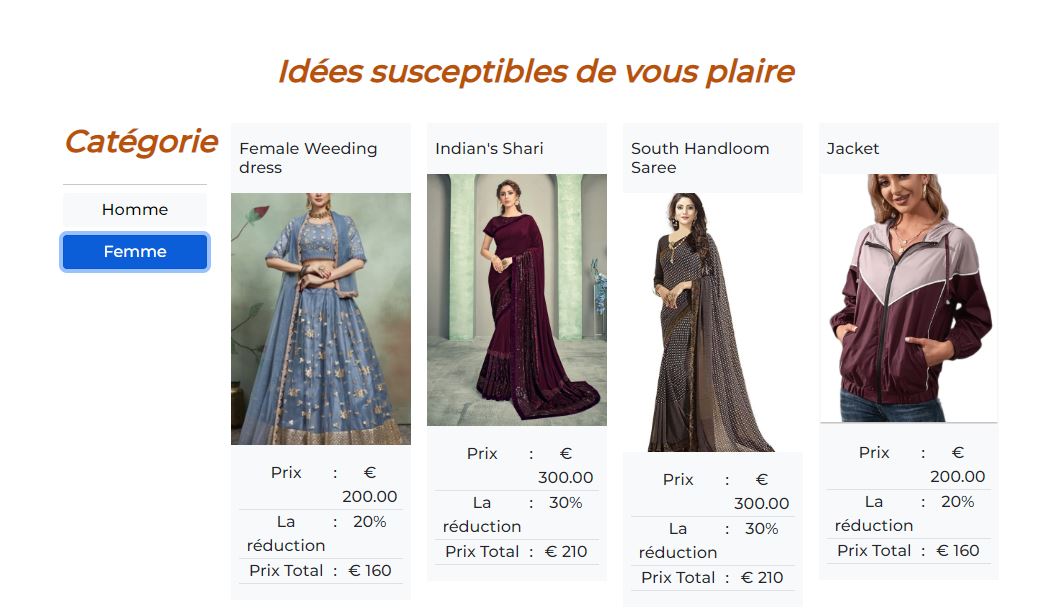 Idées susceptibles de vous plaire
Catégorie
Homme
Femme
Female Weeding
dress
Prix : €
200.00
La : 20%
réduction
Prix Total : € 160
Indian's Shari
Prix : €
300.00
La : 30%
réduction
Prix Total : € 210
South Handloom
Saree
Prix : €
300.00
La : 30%
réduction
Prix Total : € 210
Jacket
Prix : €
200.00
La : 20%
réduction
Prix Total : € 160